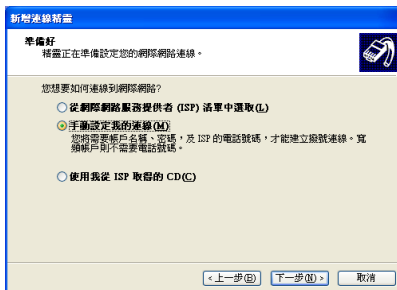 新增連線精靈
準備好
精靈正在準備設定您的網際網路連線。
您想要如何連線到網際網路?
從網際網路服務提供者 (ISP) 清單中選取(L)
手動設定我的連線(M)
您將需要帳戶名稱、密碼，及 ISP 的電話號碼，才能建立撥號連線。寬
頻帳戶則不需要電話號碼。
使用我從 ISP 取得的 CD(C)
<上一步(B) 下一步(N)> 取消